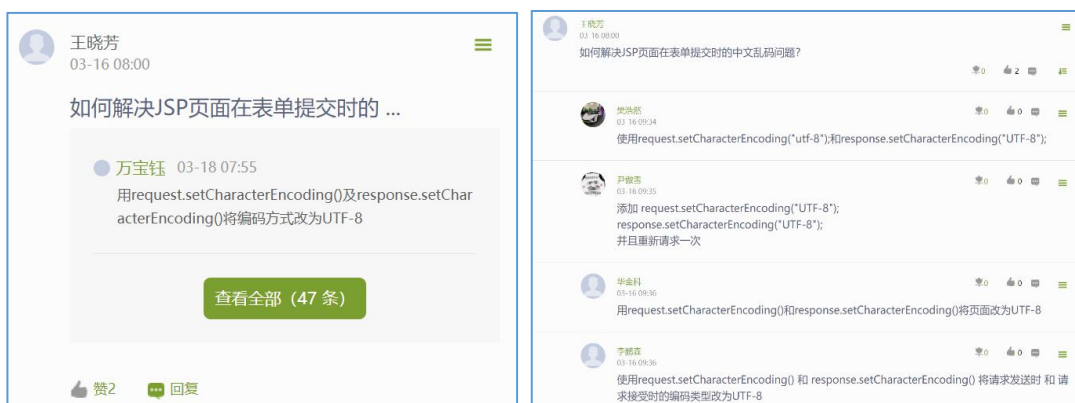 王晓芳
03-16 08:00
如何解决JSP页面在表单提交时的 ...
万宝钰 03-18 07:55
用request.setCharacterEncoding()及response.setChar
acterEncoding()将编码方式改为UTF-8
查看全部（47 条）
赞2 回复
王晓芳
03-16 08:00
如何解决JSP页面在表单提交时的中文乱码问题?
0 2
樊浩然 0 0
03-16 09:34
使用request.setCharacterEncoding("utf-8");和response.setCharacterEncoding("UTF-8");
尹傲雪 0 0
03-16 09:35
添加 request.setCharacterEncoding("UTF-8");
response.setCharacterEncoding("UTF-8");
并且重新请求一次
华金科 0 0
03-16 09:36
用request.setCharacterEncoding()和response.setCharacterEncoding()将页面改为UTF-8
0 0
03-16 09:36
使用request.setCharacterEncoding() 和 response.setCharacterEncoding() 将请求发送时 和 请
求接受时的编码类型改为UTF-8